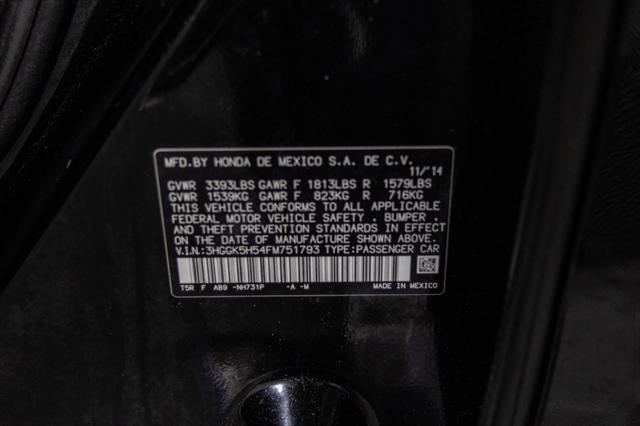 MFD.BY HONDA DE MEXICO S.A. DE C.V.
11/'14
GVWR 3393LBS GAWR F 1813LBS R 1579LBS
GVWR 1539KG GAWR F 823KG R 716KG
THIS VEHICLE CONFORMS TO ALL APPLICABLE
FEDERAL MOTOR VEHICLE SAFETY . BUMPER .
AND THEFT PREVENTION STANDARDS IN EFFECT
ON THE DATE OF MANUFACTURE SHOWN ABOVE.
V.I.N.:3HGGK5H54FM751793 TYPE:PASSENGER CAR
T5R F AB9 -NH731P -A -M MADE IN MEXICO